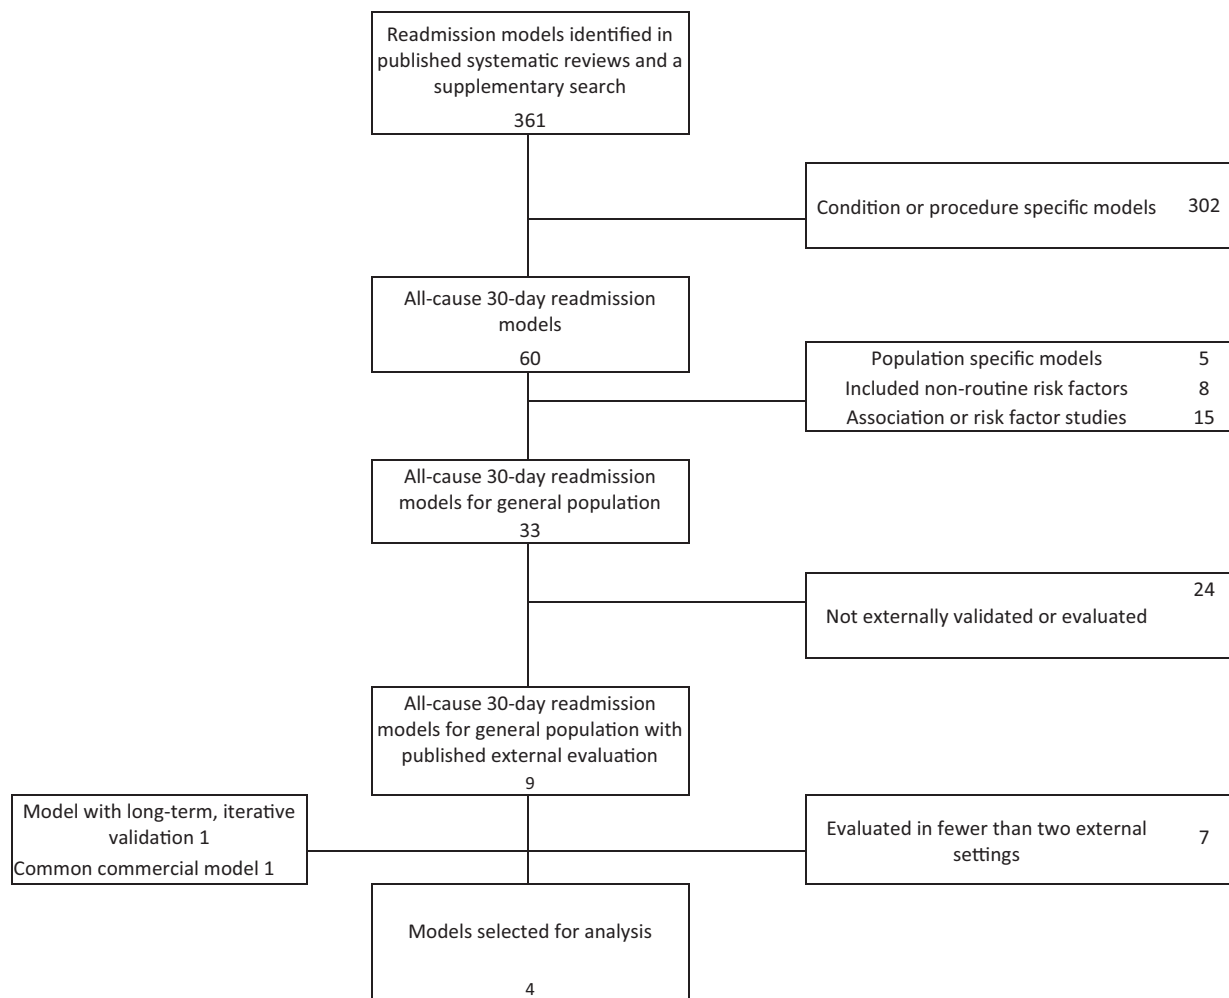 Readmission models identified in
published systematic reviews and a
supplementary search
361
Condition or procedure specific models 302
All-cause 30-day readmission
models
60
Population specific models 5
Included non-routine risk factors 8
Association or risk factor studies 15
All-cause 30-day readmission
models for general population
33
24
Not externally validated or evaluated
All-cause 30-day readmission
models for general population with
published external evaluation
9
Model with long-term, iterative
validation 1
Common commercial model 1
Evaluated in fewer than two external
settings
7
Models selected for analysis
4